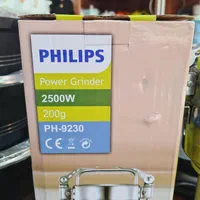 PHILIPS
Power Grinder
2500W
200g
PH-9230
CE